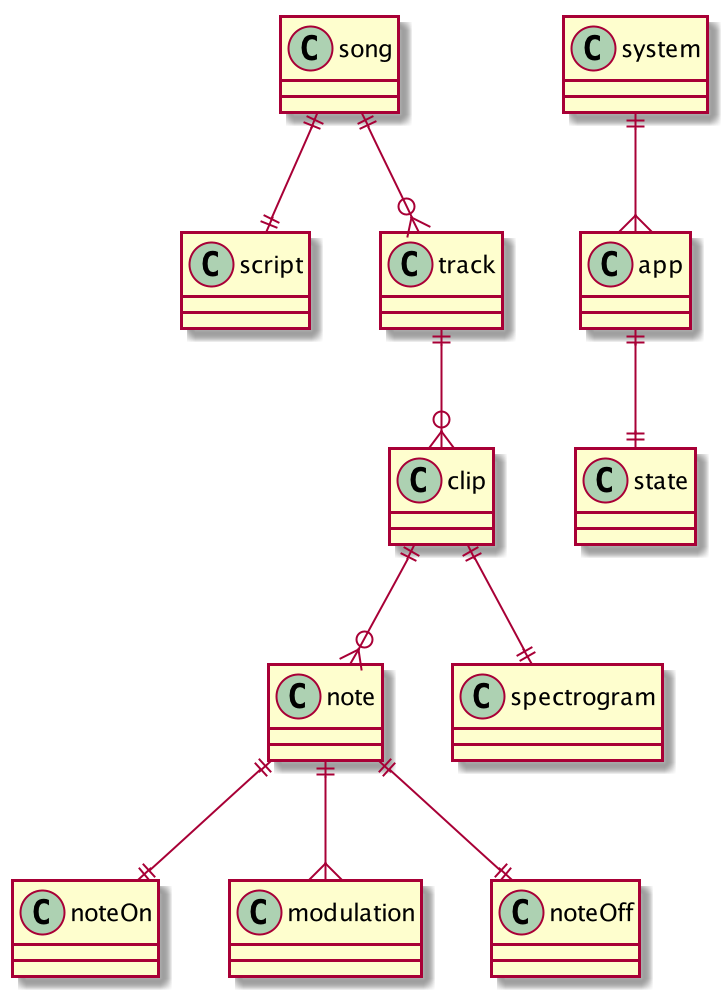 C song
C system
C script
C track
C app
C clip
C state
C note
C spectrogram
C noteOn
C modulation
C noteOff